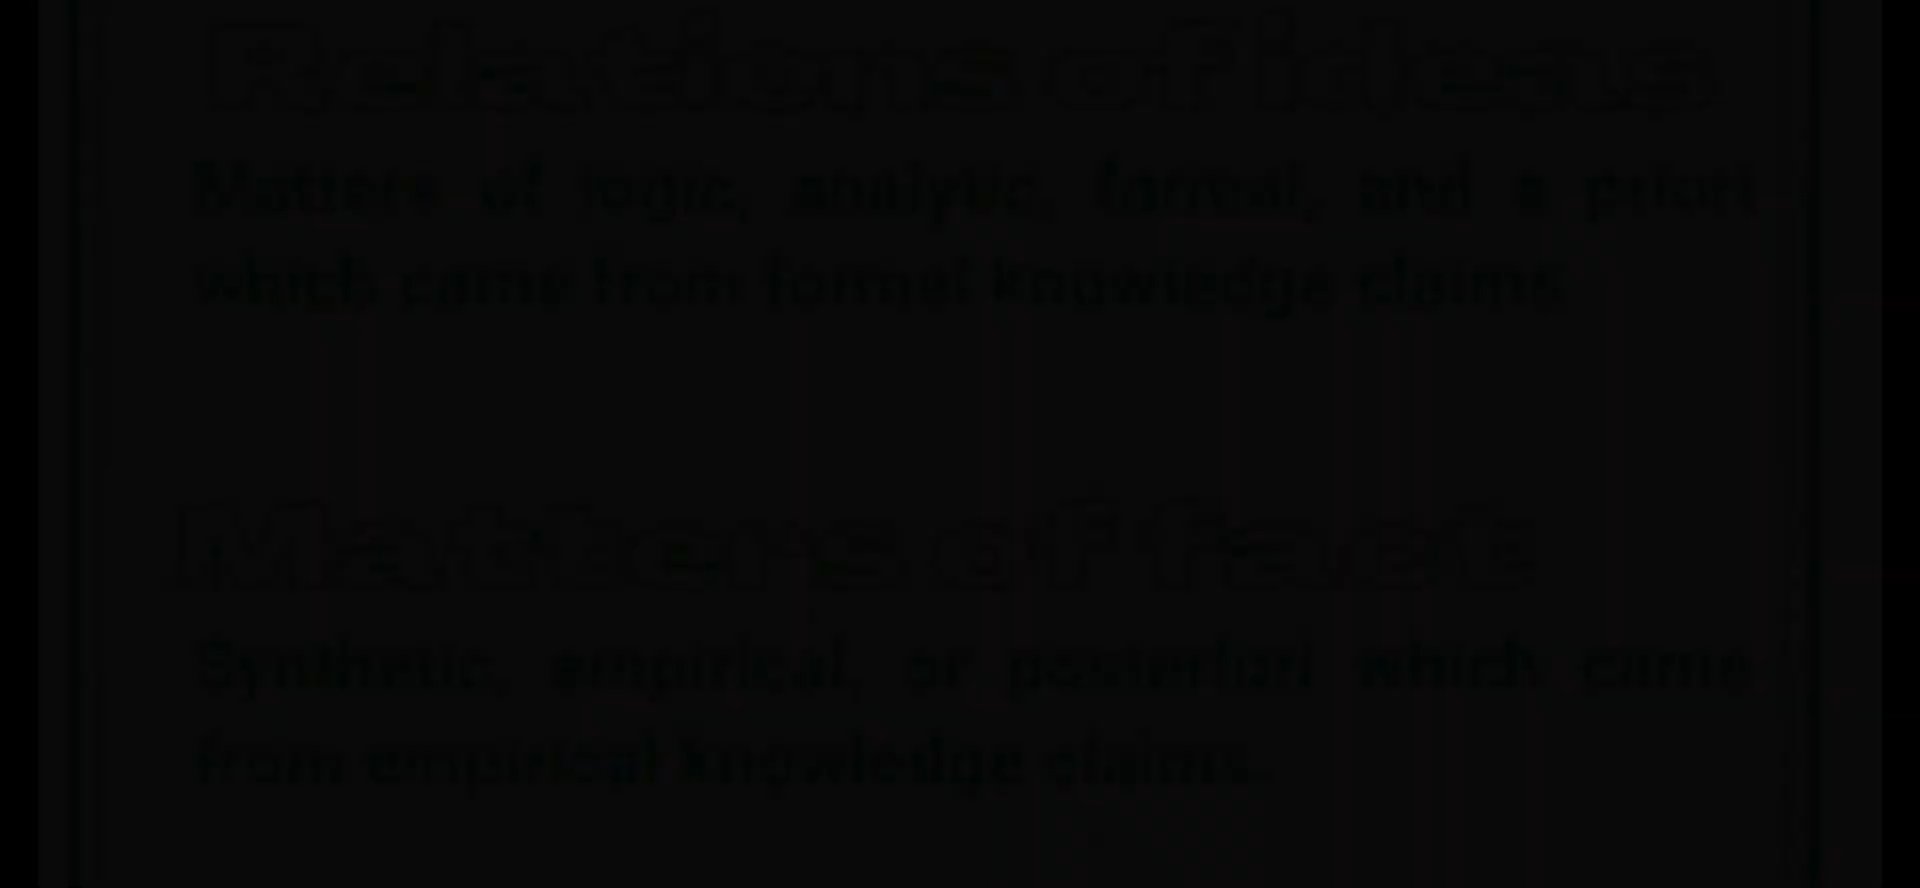 Relations of ideas
Matters of logic, analytic, formal, and a priori
which came from formal knowledge claims
Matters of fact
Synthetic, empirical, or posteriori which came
from empirical knowledge claims.